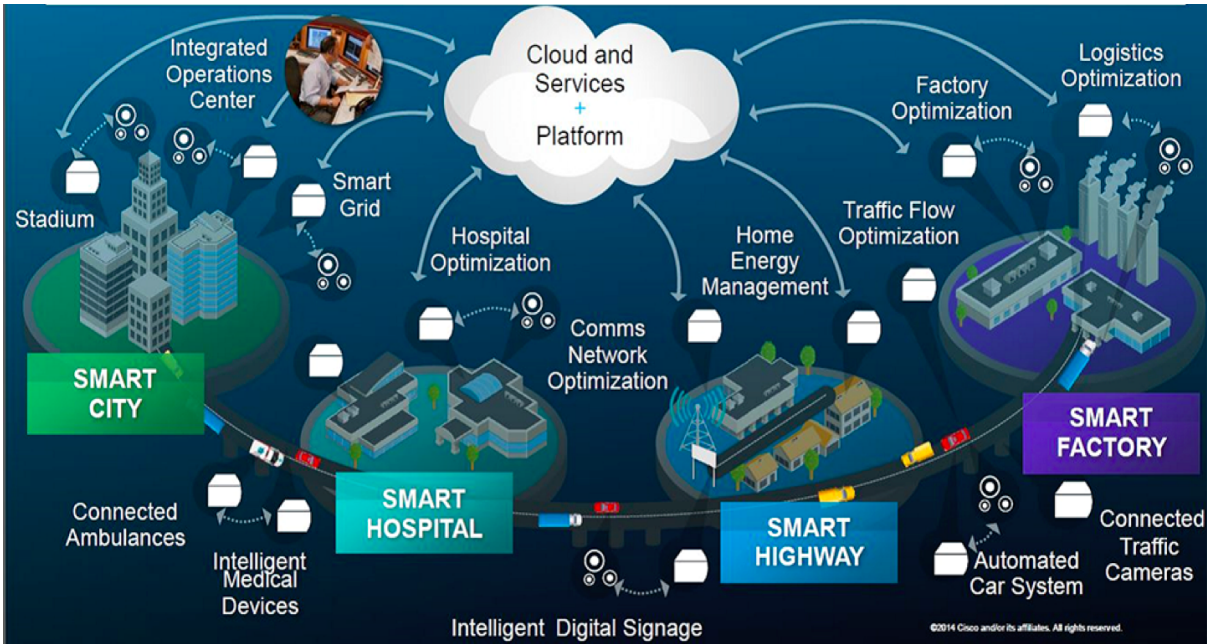 Integrated
Operations
Center
Cloud and
Services
+
Platform
Logistics
Optimization
Factory
Optimization
Stadium
Smart
Grid
Hospital
Optimization
Home
Energy
Management
Traffic Flow
Optimization
Comms
Network
Optimization
SMART
CITY
SMART
FACTORY
SMART
HOSPITAL
SMART
HIGHWAY
Connected
Ambulances
Intelligent
Medical
Devices
Automated
Car System
Connected
Traffic
Cameras
Intelligent Digital Signage
©2014 Cisco and/or its affiliates. All rights reserved.